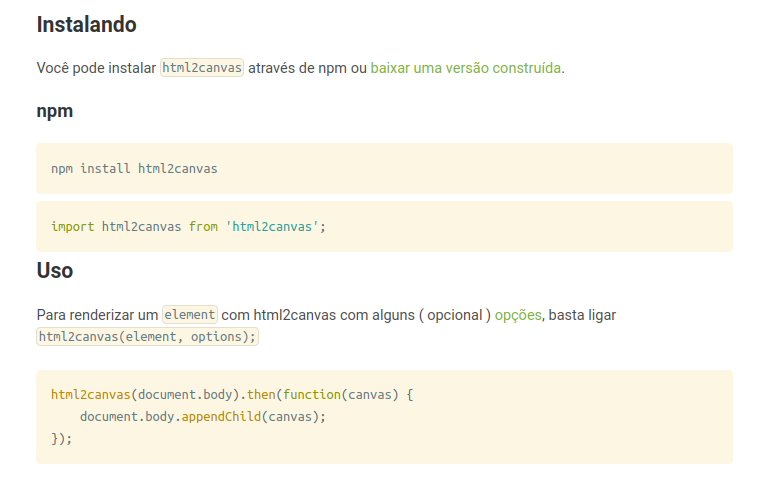 Instalando
Você pode instalar html2canvas através de npm ou baixar uma versão construída.
npm
npm install html2canvas
import html2canvas from 'html2canvas';
Uso
Para renderizar um element com html2canvas com alguns ( opcional ) opções, basta ligar
html2canvas(element, options);
html2canvas(document.body).then(function(canvas) {
    document.body.appendChild(canvas);
});